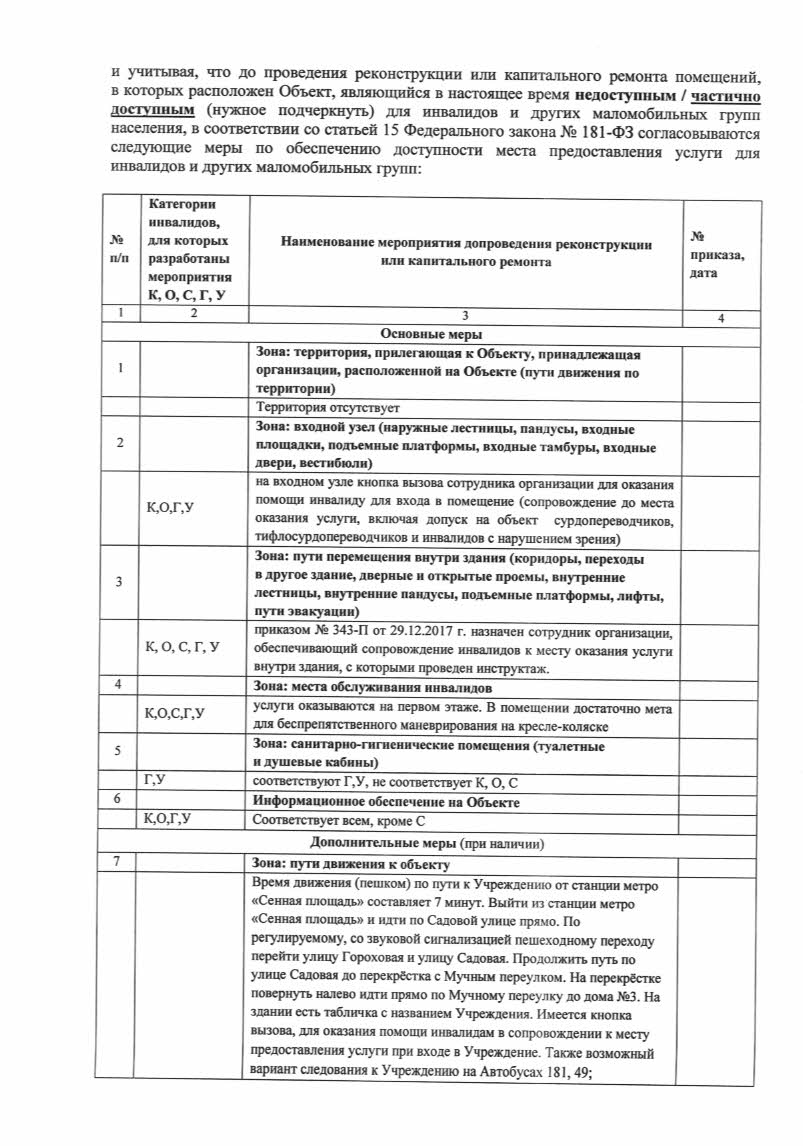 и учитывая, что до проведения реконструкции или капитального ремонта помещений,
в которых расположен Объект, являющийся в настоящее время недоступным / частично
доступным (нужное подчеркнуть) для инвалидов и других маломобильных групп
населения, в соответствии со статьей 15 Федерального закона № 181-ФЗ согласовываются
следующие меры по обеспечению доступности места предоставления услуги для
инвалидов и других маломобильных групп:
№
п/п
Категории
инвалидов,
для которых
разработаны
мероприятия
К, О, С, Г, У
Наименование мероприятия допроведения реконструкции
или капитального ремонта
№
приказа,
дата
1 2 3 4
Основные меры
1
Зона: территория, прилегающая к Объекту, принадлежащая
организации, расположенной на Объекте (пути движения по
территории)
Территория отсутствует
2
Зона: входной узел (наружные лестницы, пандусы, входные
площадки, подъемные платформы, входные тамбуры, входные
двери, вестибюли)
К,О,Г,У
на входном узле кнопка вызова сотрудника организации для оказания
помощи инвалиду для входа в помещение (сопровождение до места
оказания услуги, включая допуск на объект сурдопереводчиков,
тифлосурдопереводчиков и инвалидов с нарушением зрения)
3
Зона: пути перемещения внутри здания (коридоры, переходы
в другое здание, дверные и открытые проемы, внутренние
лестницы, внутренние пандусы, подъемные платформы, лифты,
пути эвакуации)
К, О, С, Г, У
приказом № 343-П от 29.12.2017 г. назначен сотрудник организации,
обеспечивающий сопровождение инвалидов к месту оказания услуги
внутри здания, с которыми проведен инструктаж.
4 Зона: места обслуживания инвалидов
К,О,С,Г,У
услуги оказываются на первом этаже. В помещении достаточно мета
для беспрепятственного маневрирования на кресле-коляске
5
Зона: санитарно-гигиенические помещения (туалетные
и душевые кабины)
Г,У соответствуют Г,У, не соответствует К, О, С
6 Информационное обеспечение на Объекте
К,О,Г,У Соответствует всем, кроме С
Дополнительные меры (при наличии)
7 Зона: пути движения к объекту
Время движения (пешком) по пути к Учреждению от станции метро
«Сенная площадь» составляет 7 минут. Выйти из станции метро
«Сенная площадь» и идти по Садовой улице прямо. По
регулируемому, со звуковой сигнализацией пешеходному переходу
перейти улицу Гороховая и улицу Садовая. Продолжить путь по
улице Садовая до перекрёстка с Мучным переулком. На перекрёстке
повернуть налево идти прямо по Мучному переулку до дома №3. На
здании есть табличка с названием Учреждения. Имеется кнопка
вызова, для оказания помощи инвалидам в сопровождении к месту
предоставления услуги при входе в Учреждение. Также возможный
вариант следования к Учреждению на Автобусах 181, 49;